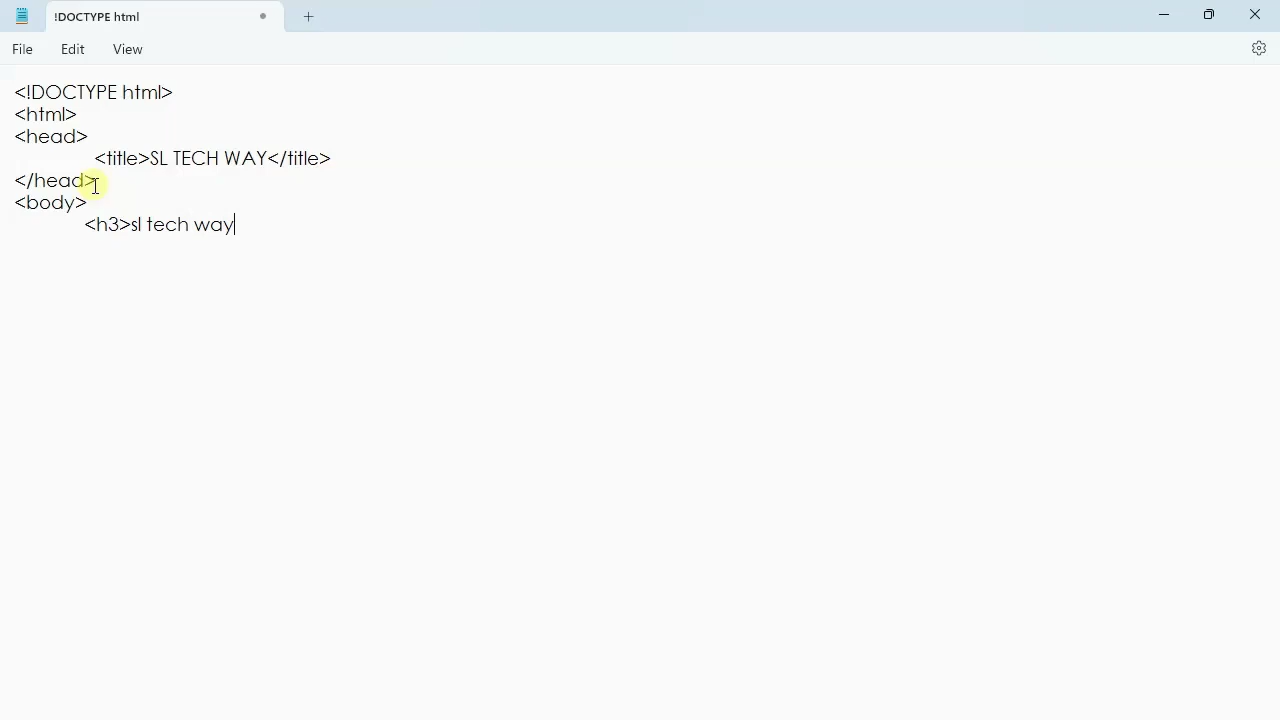 !DOCTYPE html
File Edit View
<!DOCTYPE html>
<html>
<head>
<title>SL TECH WAY</title>
</head>
<body>
<h3>sl tech way